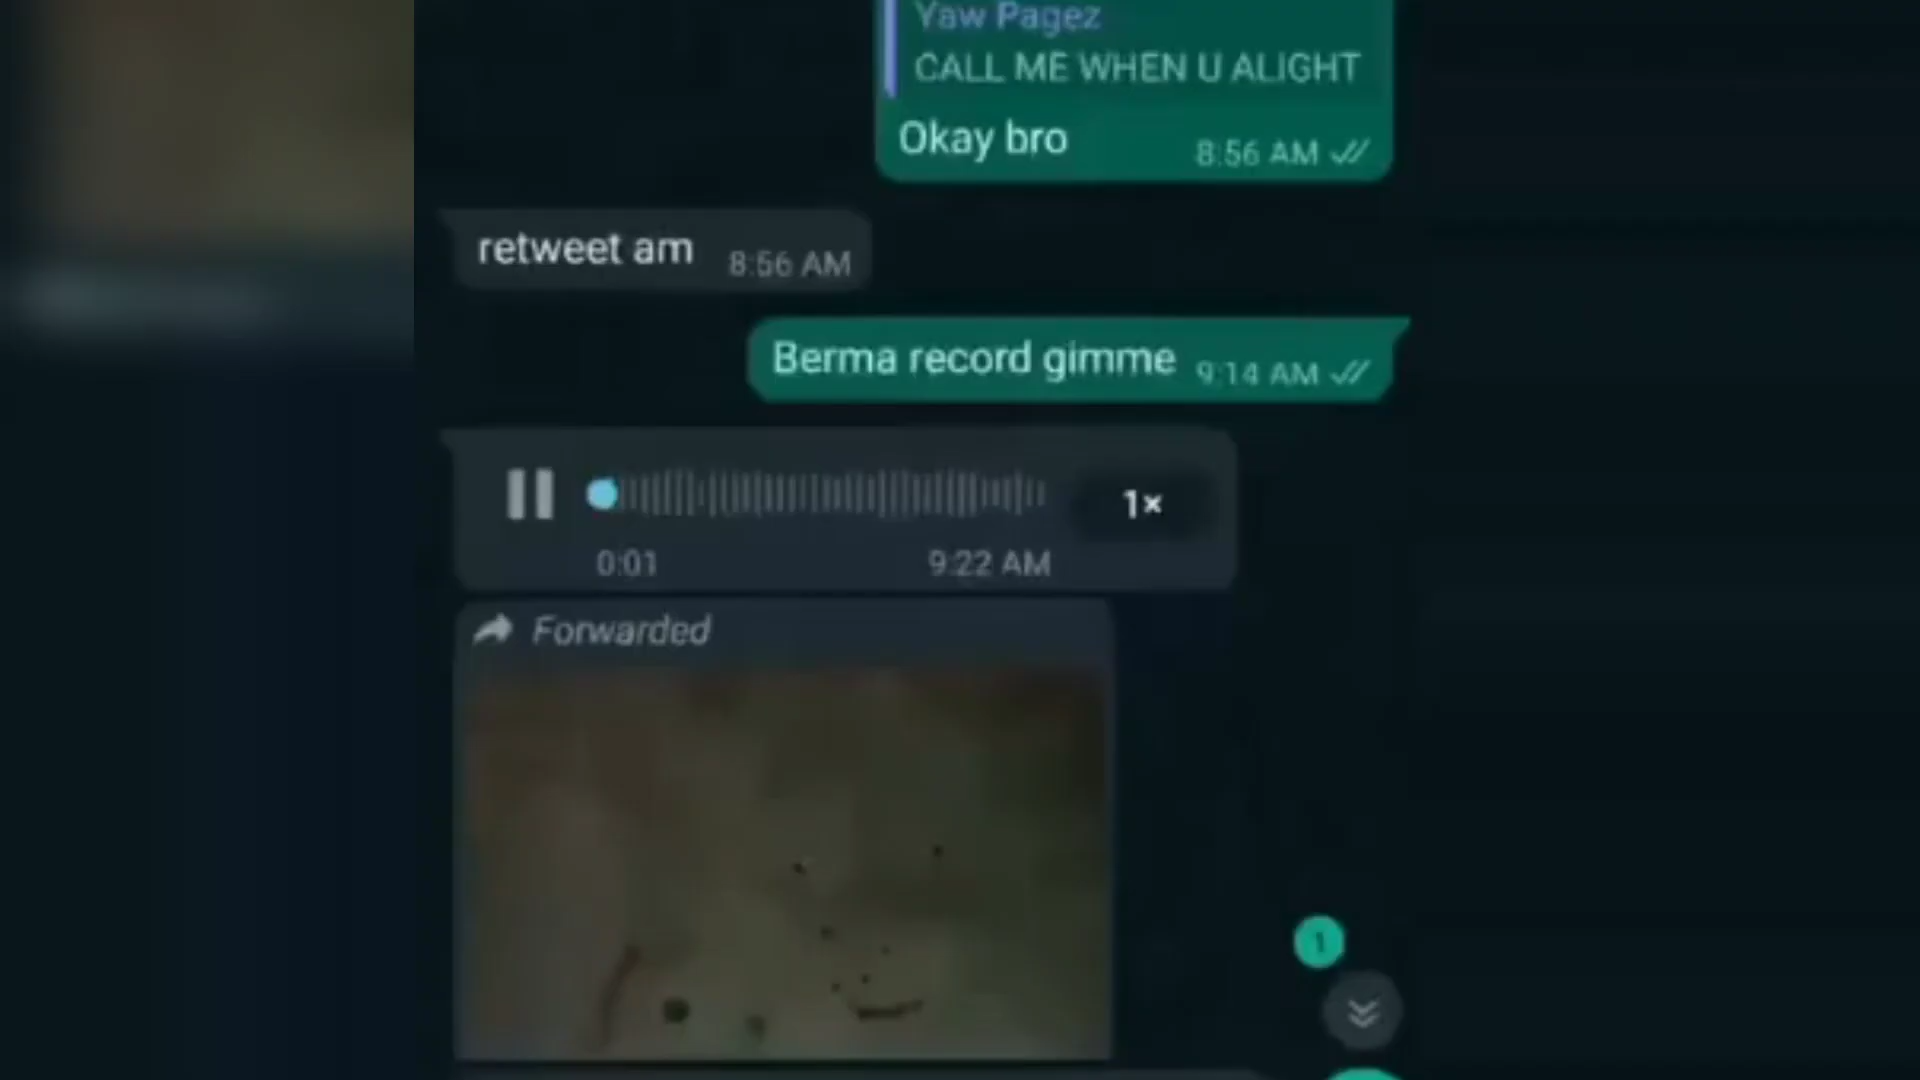 Yaw Pagez
CALL ME WHEN U ALIGHT
Okay bro
8:56 AM
retweet am
8:56 AM
Berma record gimme
9:14 AM
1×
0:01
9:22 AM
Forwarded
1